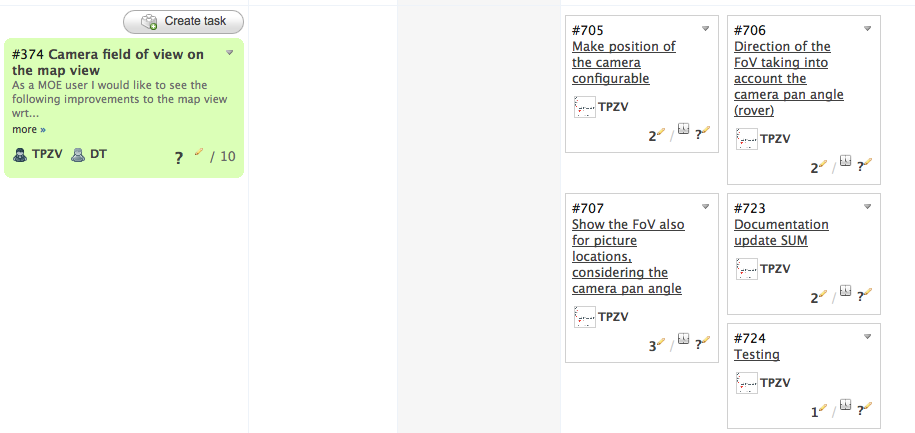 Create task
#374 Camera field of view on
the map view
As a MOE user I would like to see the
following improvements to the map view
wrt...
more »
TPZV DT ? / 10
#705
Make position of
the camera
configurable
TPZV
2 / ?
#706
Direction of the
FoV taking into
account the
camera pan angle
(rover)
TPZV
2 / ?
#707
Show the FoV also
for picture
locations,
considering the
camera pan angle
TPZV
3 / ?
#723
Documentation
update SUM
TPZV
2 / ?
#724
Testing
TPZV
1 / ?